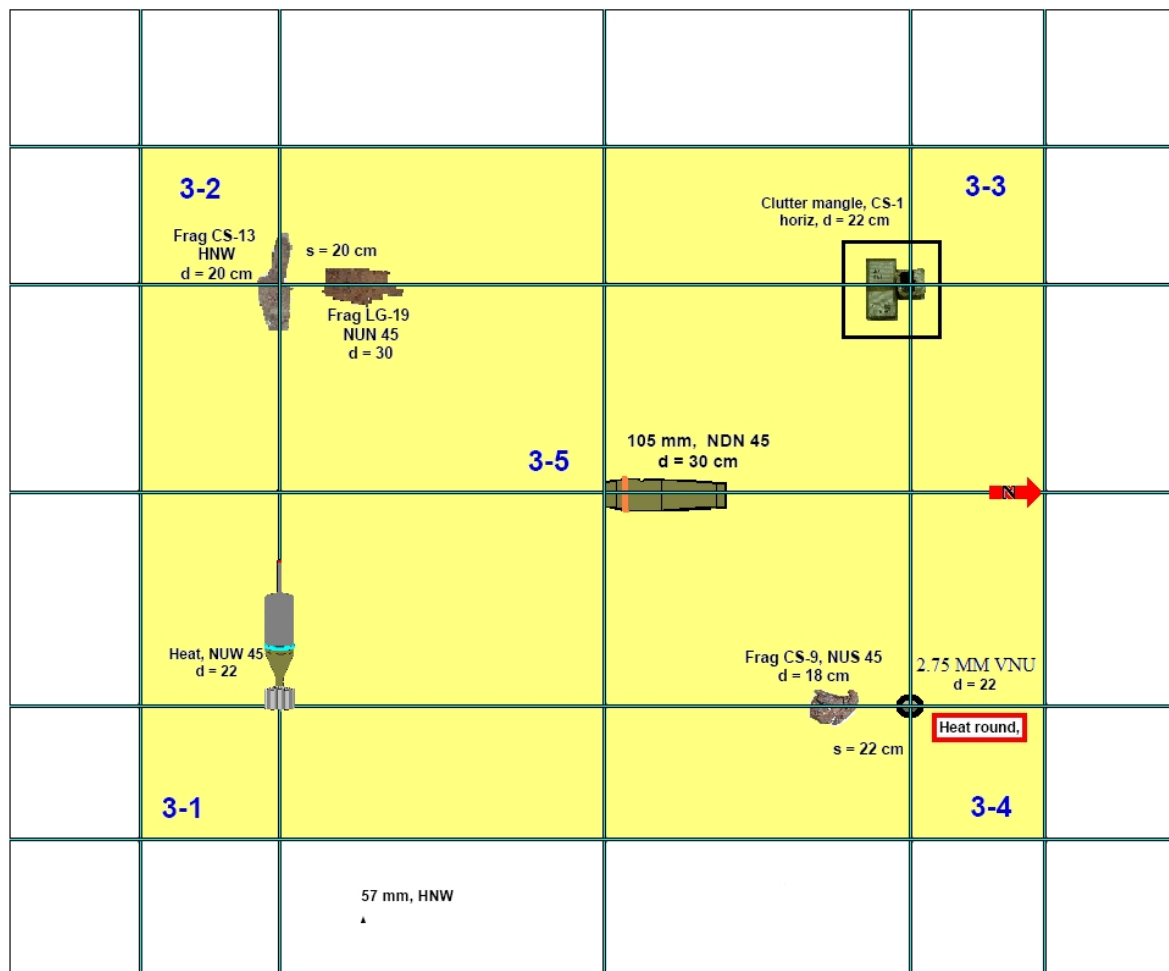 3-2
3-3
Clutter mangle, CS-1
horiz, d = 22 cm
Frag CS-13
HNW
d = 20 cm
s = 20 cm
Frag LG-19
NUN 45
d = 30
3-5
105 mm, NDN 45
d = 30 cm
N
Heat, NUW 45
d = 22
Frag CS-9, NUS 45
d = 18 cm
2.75 MM VNU
d = 22
Heat round,
s = 22 cm
3-1
3-4
57 mm, HNW